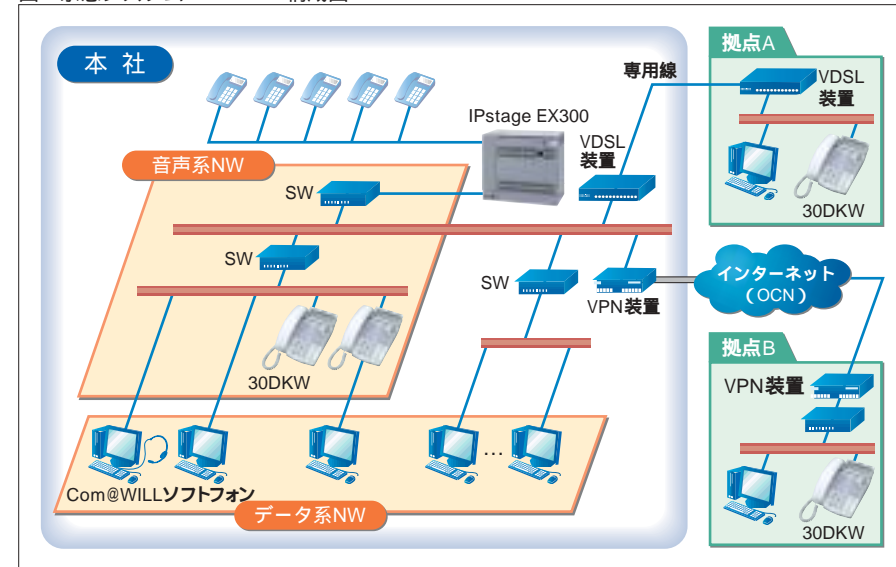 本 社
IPstage EX300
専用線
VDSL
装置
拠点A
VDSL
装置
30DKW
音声系NW
SW
SW
30DKW
SW
VPN装置
インターネット
（OCN）
拠点B
VPN装置
30DKW
…
Com@WILLソフトフォン
データ系NW